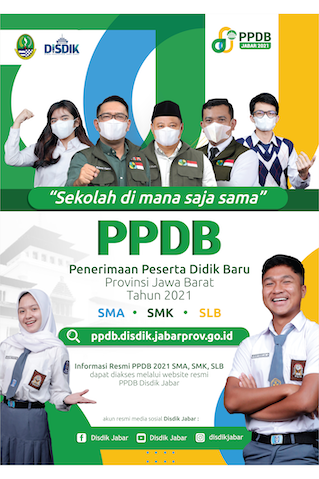 DiSDIK
PPDB
JABAR 2021
"Sekolah di mana saja sama"
PPDB
Penerimaan Peserta Didik Baru
Provinsi Jawa Barat
Tahun 2021
SMA • SMK • SLB
ppdb.disdik.jabarprov.go.id
Informasi Resmi PPDB 2021 SMA, SMK, SLB
dapat diakses melalui website resmi
PPDB Disdik Jabar
akun resmi media sosial Disdik Jabar :
Disdik Jabar
Disdik Jabar
disdikjabar